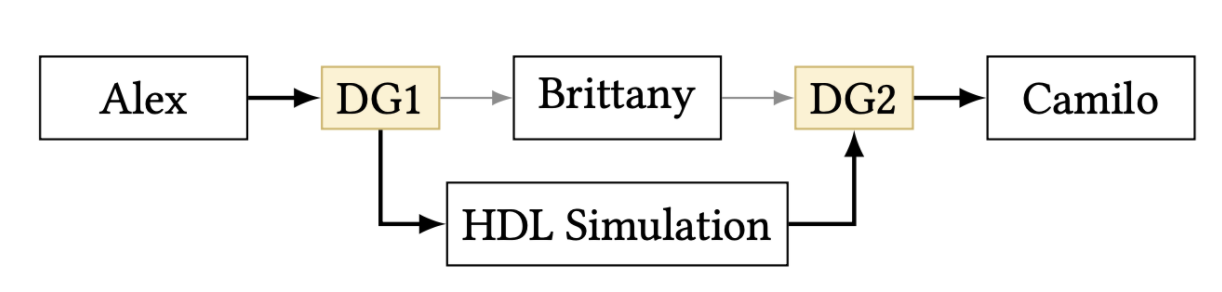 Alex
DG1
Brittany
DG2
Camilo
HDL Simulation